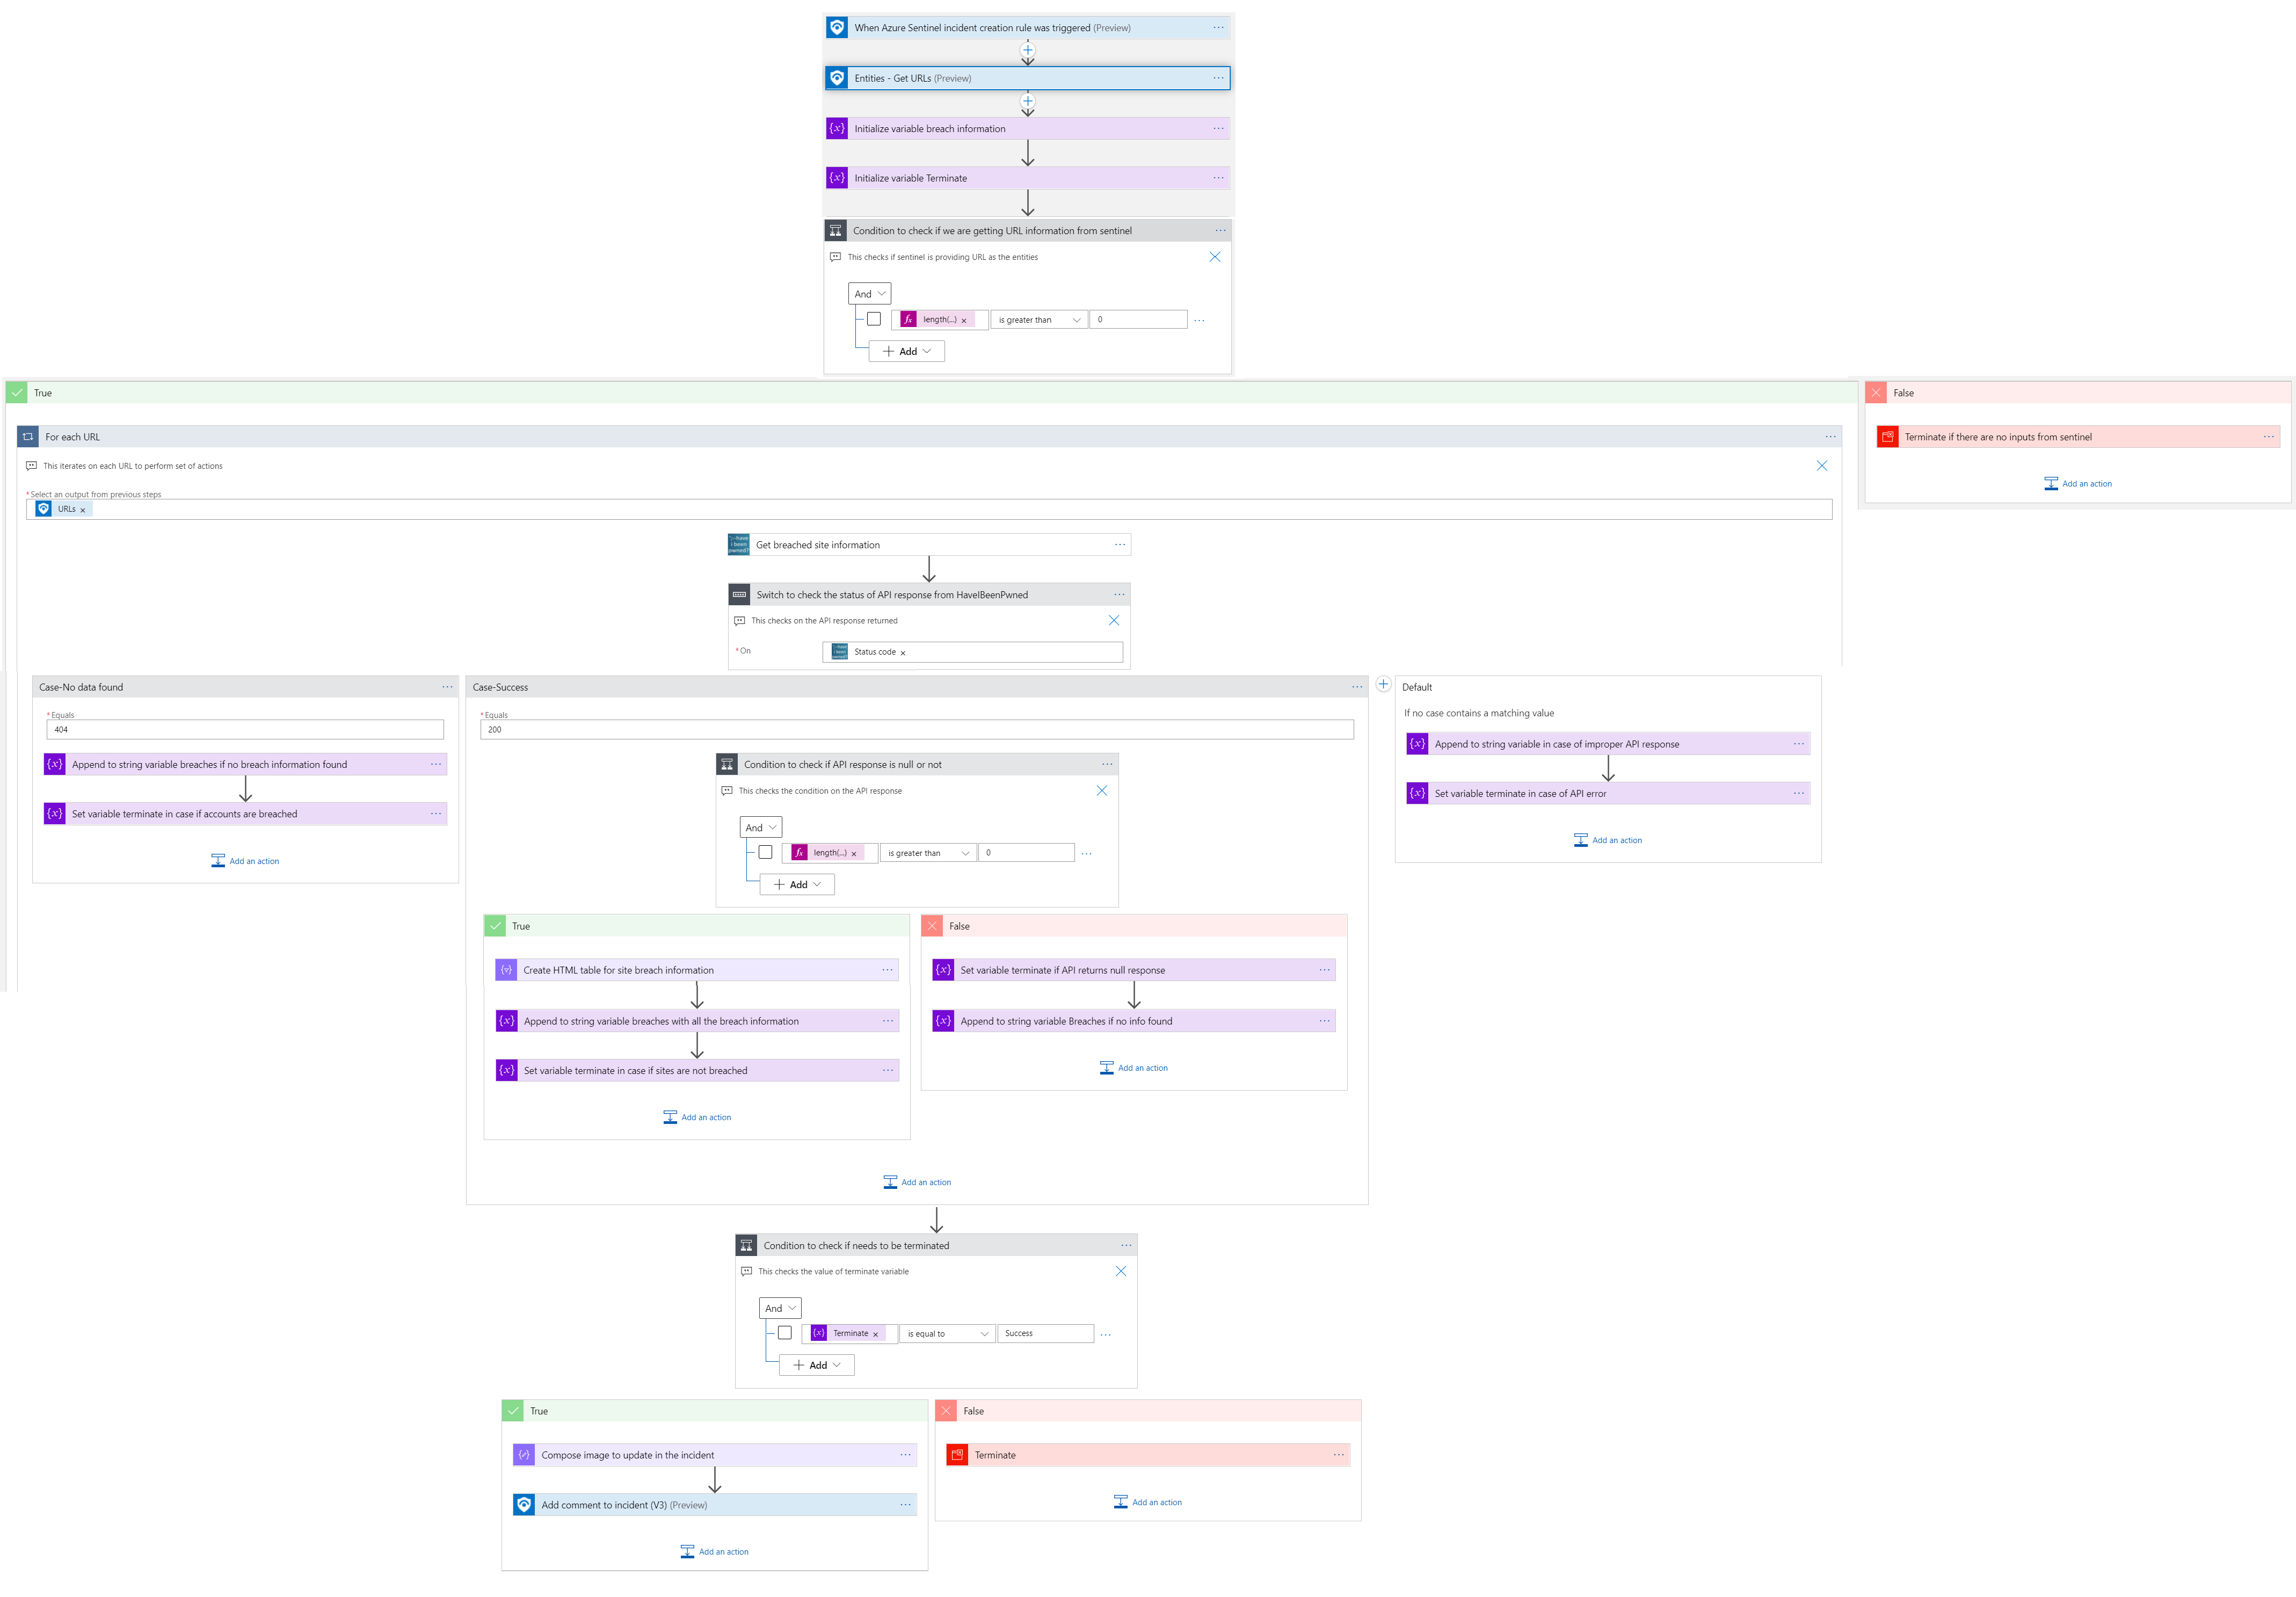 When Azure Sentinel incident creation rule was triggered (Preview)
Entities - Get URLs (Preview)
{x} Initialize variable breach information
{x} Initialize variable Terminate
Condition to check if we are getting URL information from sentinel
This checks if sentinel is providing URL as the entities
And
fx length(...) × is greater than 0
+ Add
True
False
For each URL
Terminate if there are no inputs from sentinel
This iterates on each URL to perform set of actions
Add an action
* Select an output from previous steps
URLs ×
';--have i been pwned? Get breached site information
Switch to check the status of API response from HaveIBeenPwned
This checks on the API response returned
* On Status code ×
Case-No data found
* Equals
404
{x} Append to string variable breaches if no breach information found
{x} Set variable terminate in case if accounts are breached
Add an action
Case-Success
* Equals
200
Condition to check if API response is null or not
This checks the condition on the API response
And
fx length(...) × is greater than 0
+ Add
True
{v} Create HTML table for site breach information
{x} Append to string variable breaches with all the breach information
{x} Set variable terminate in case if sites are not breached
Add an action
False
{x} Set variable terminate if API returns null response
{x} Append to string variable Breaches if no info found
Add an action
Add an action
Default
If no case contains a matching value
{x} Append to string variable in case of improper API response
{x} Set variable terminate in case of API error
Add an action
Condition to check if needs to be terminated
This checks the value of terminate variable
And
{x} Terminate × is equal to Success
+ Add
True
Compose image to update in the incident
Add comment to incident (V3) (Preview)
Add an action
False
Terminate
Add an action